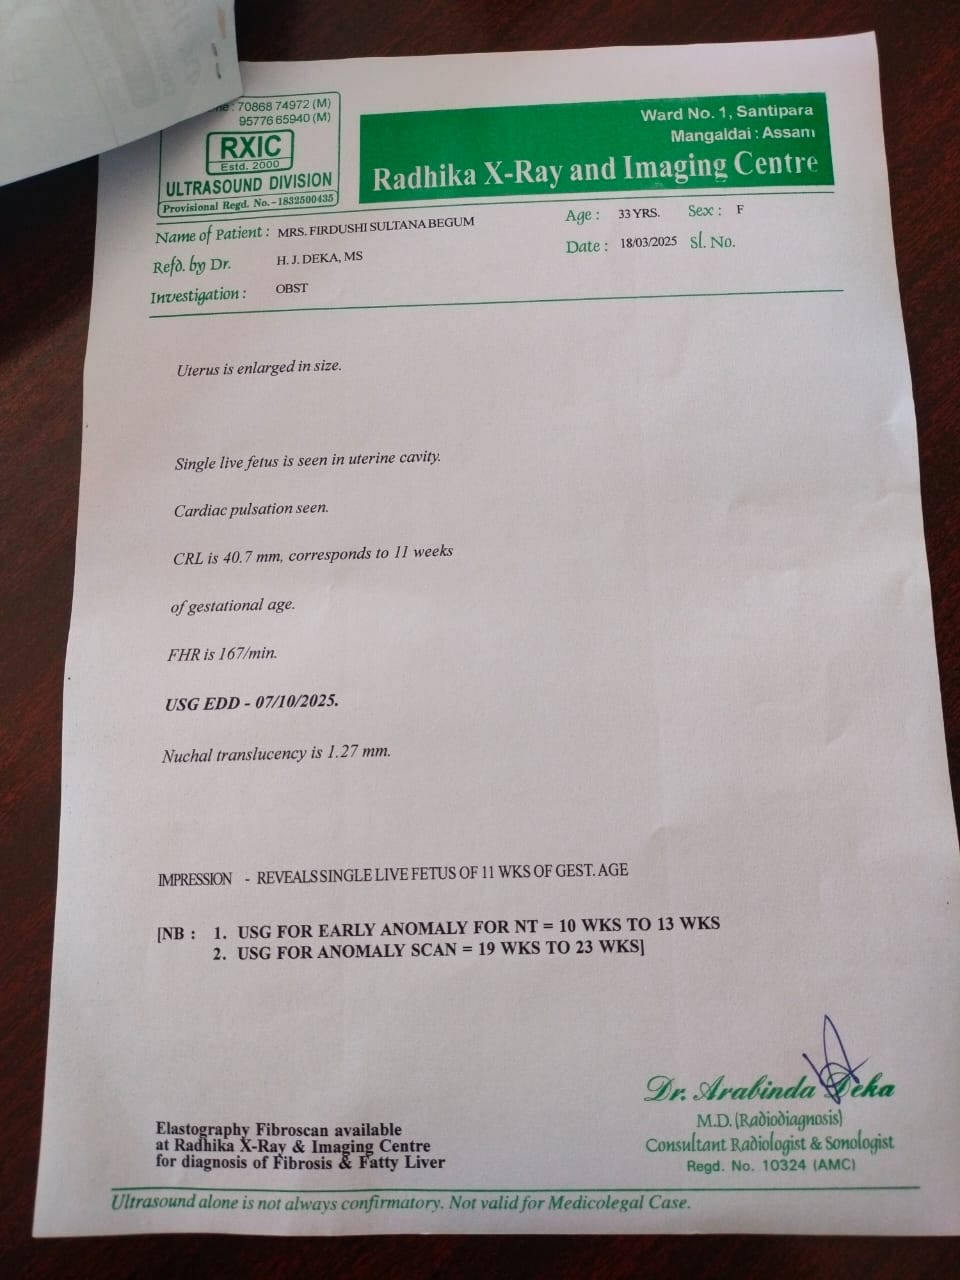 70868 74972 (M)
95776 65940 (M)
RXIC
Estd. 2000
ULTRASOUND DIVISION
Provisional Regd. No.-1832500435
Ward No. 1, Santipara
Mangaldai : Assam
Radhika X-Ray and Imaging Centre
Name of Patient : MRS. FIRDUSHI SULTANA BEGUM Age : 33 YRS. Sex : F
Refd. by Dr. H. J. DEKA, MS Date : 18/03/2025 Sl. No.
Investigation : OBST
Uterus is enlarged in size.
Single live fetus is seen in uterine cavity.
Cardiac pulsation seen.
CRL is 40.7 mm, corresponds to 11 weeks
of gestational age.
FHR is 167/min.
USG EDD - 07/10/2025.
Nuchal translucency is 1.27 mm.
IMPRESSION - REVEALS SINGLE LIVE FETUS OF 11 WKS OF GEST. AGE
[NB : 1. USG FOR EARLY ANOMALY FOR NT = 10 WKS TO 13 WKS
2. USG FOR ANOMALY SCAN = 19 WKS TO 23 WKS]
Dr. Arabinda Deka
M.D. (Radiodiagnosis)
Consultant Radiologist & Sonologist
Regd. No. 10324 (AMC)
Elastography Fibroscan available
at Radhika X-Ray & Imaging Centre
for diagnosis of Fibrosis & Fatty Liver
Ultrasound alone is not always confirmatory. Not valid for Medicolegal Case.